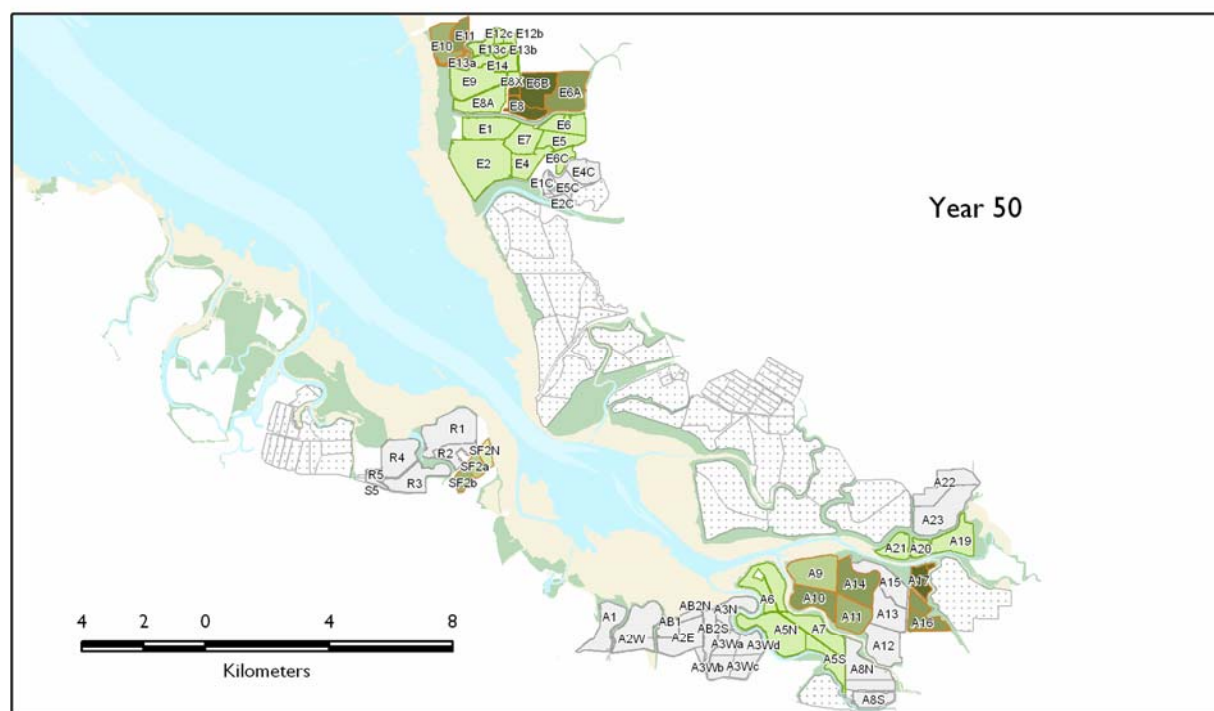 E11
E12c E12b
E10
E13c E13b
E13a E14
E9
E8X
E6B
E6A
E8A
E8
E1
E6
E7
E5
E2
E4
E6C
E4C
E1C
E5C
E2C
Year 50
R1
R4
R2
SF2N
SF2a
R5
R3
SF2b
S5
A22
A23
A21 A20 A19
A9
A14
A15
A17
A6
A10
A11
A13
A16
A1
AB2N
A3N
AB1
A2W
A2E
AB2S
A5N
A7
A12
A3Wa
A3Wd
A5S
A8N
A3Wb
A3Wc
A8S
4 2 0 4 8
Kilometers